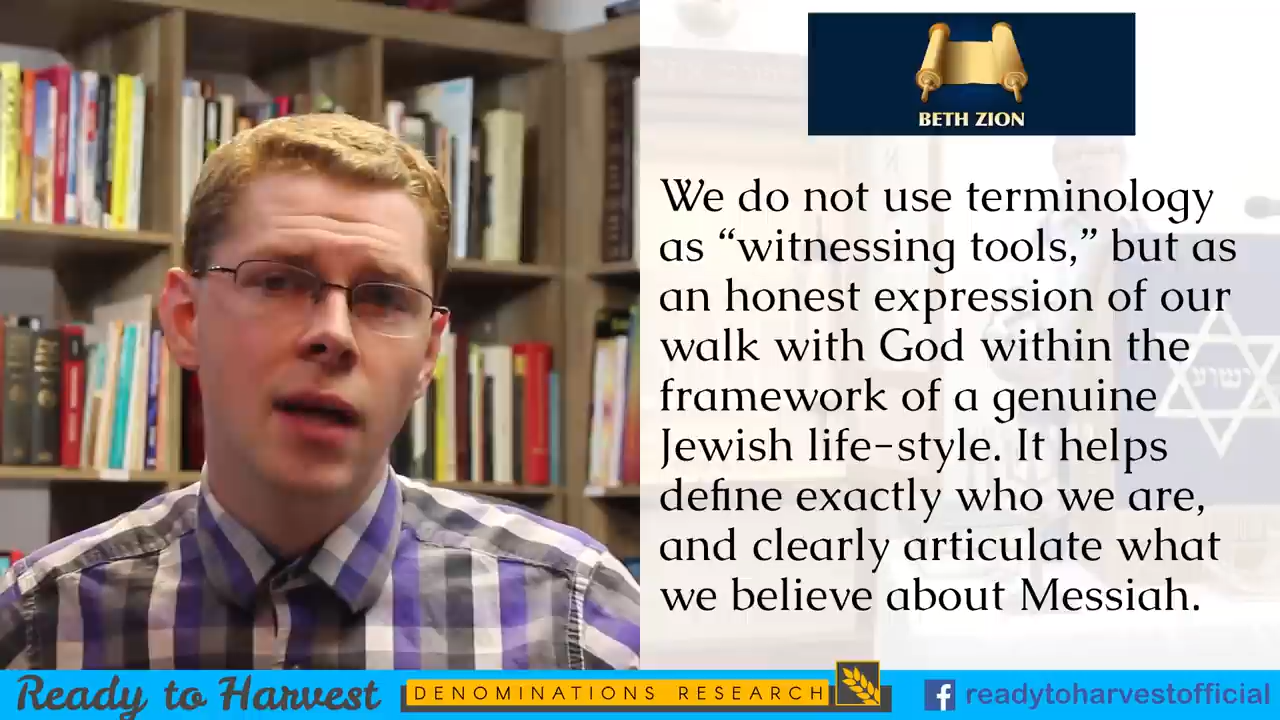 BETH ZION
We do not use terminology
as “witnessing tools,” but as
an honest expression of our
walk with God within the
framework of a genuine
Jewish life-style. It helps
define exactly who we are,
and clearly articulate what
we believe about Messiah.
ישוע
Ready to Harvest
DENOMINATIONS RESEARCH
readytoharvestofficial